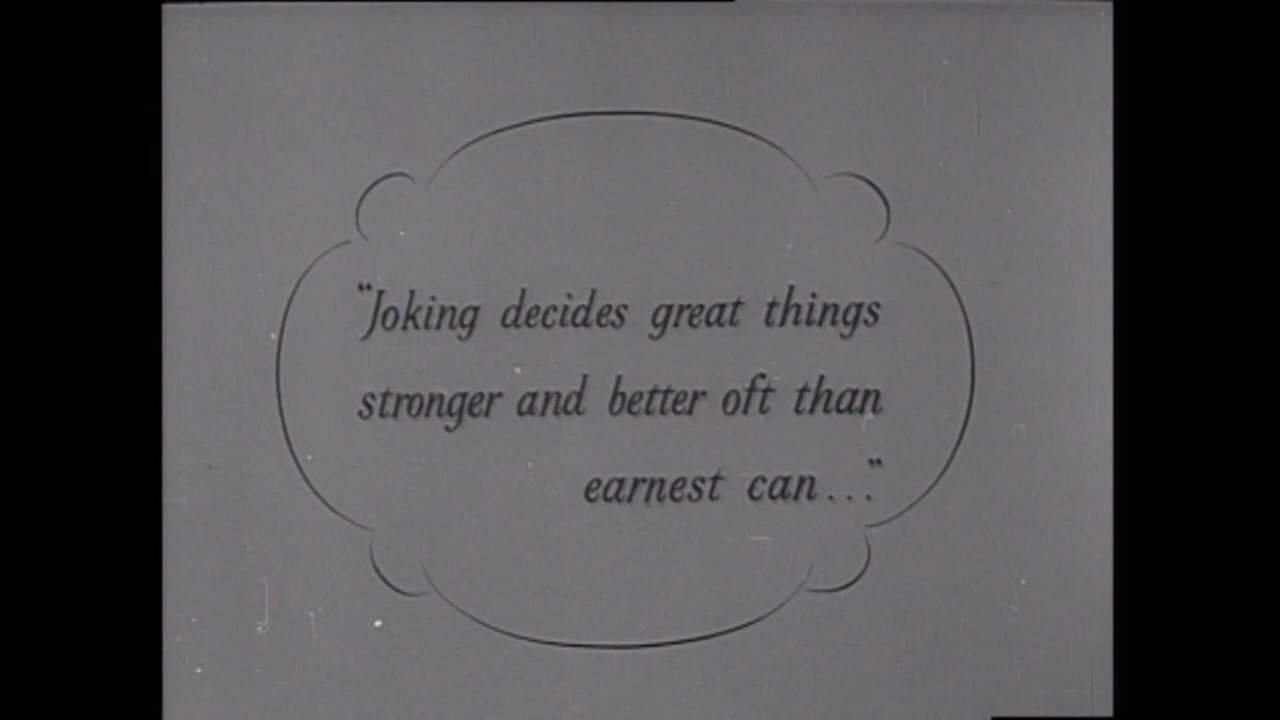 "Joking decides great things
stronger and better oft than
earnest can..."